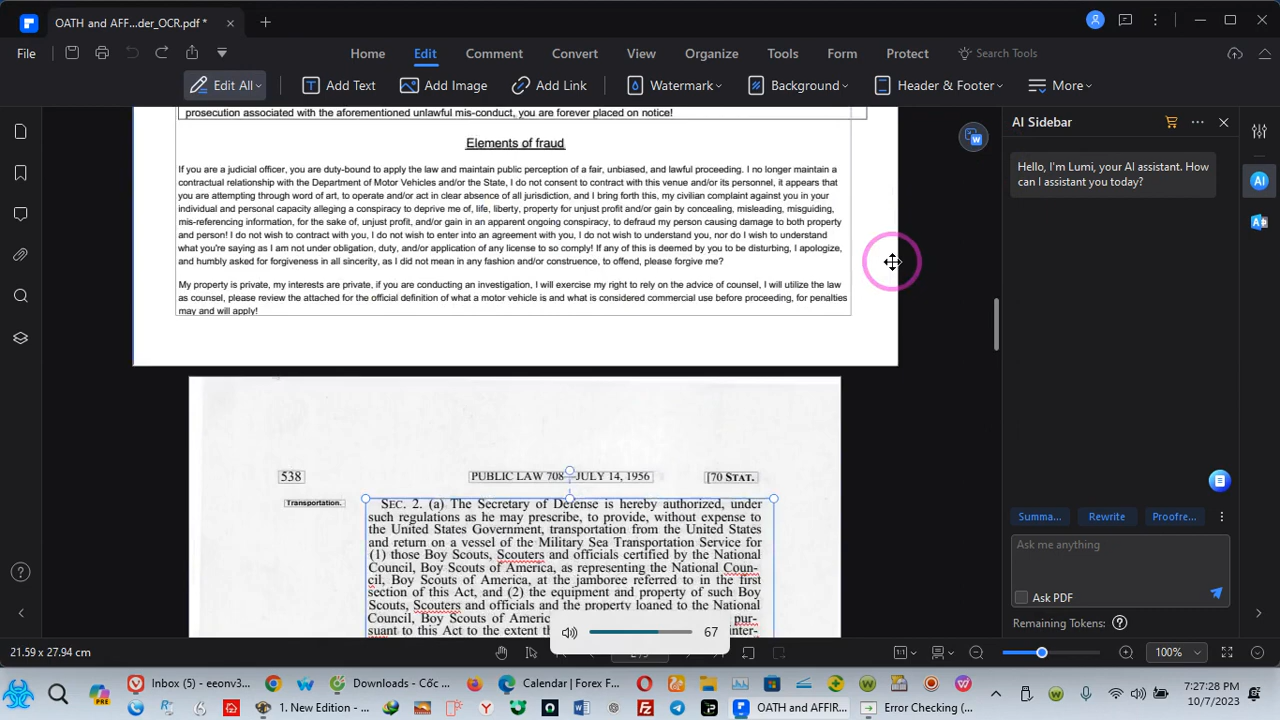 OATH and AFF...der_OCR.pdf *
File
Home
Edit
Comment
Convert
View
Organize
Tools
Form
Protect
Search Tools
Edit All
Add Text
Add Image
Add Link
Watermark
Background
Header & Footer
More
prosecution associated with the aforementioned unlawful mis-conduct, you are forever placed on notice!
Elements of fraud
If you are a judicial officer, you are duty-bound to apply the law and maintain public perception of a fair, unbiased, and lawful proceeding. I no longer maintain a
contractual relationship with the Department of Motor Vehicles and/or the State, I do not consent to contract with this venue and/or its personnel, it appears that
you are attempting through word of art, to operate and/or act in clear absence of all jurisdiction, and I bring forth this, my civilian complaint against you in your
individual and personal capacity alleging a conspiracy to deprive me of, life, liberty, property for unjust profit and/or gain by concealing, misleading, misguiding,
mis-referencing information, for the sake of, unjust profit, and/or gain in an apparent ongoing conspiracy, to defraud my person causing damage to both property
and person! I do not wish to contract with you, I do not wish to enter into an agreement with you, I do not wish to understand you, nor do I wish to understand
what you're saying as I am not under obligation, duty, and/or application of any license to so comply! If any of this is deemed by you to be disturbing, I apologize,
and humbly asked for forgiveness in all sincerity, as I did not mean in any fashion and/or construence, to offend, please forgive me?
My property is private, my interests are private, if you are conducting an investigation, I will exercise my right to rely on the advice of counsel, I will utilize the law
as counsel, please review the attached for the official definition of what a motor vehicle is and what is considered commercial use before proceeding, for penalties
may and will apply!
538
PUBLIC LAW 708—JULY 14, 1956
[70 STAT.
Transportation.
SEC. 2. (a) The Secretary of Defense is hereby authorized, under
such regulations as he may prescribe, to provide, without expense to
the United States Government, transportation from the United States
and return on a vessel of the Military Sea Transportation Service for
(1) those Boy Scouts, Scouters and officials certified by the National
Council, Boy Scouts of America, as representing the National Coun-
cil, Boy Scouts of America, at the jamboree referred to in the first
section of this Act, and (2) the equipment and property of such Boy
Scouts, Scouters and officials and the property loaned to the National
Council, Boy Scouts of Americ pur-
suant to this Act to the extent th inter-
67
AI Sidebar
Hello, I'm Lumi, your AI assistant. How
can I assistant you today?
AI
Summa...
Rewrite
Proofre...
Ask me anything
Ask PDF
Remaining Tokens:
21.59 x 27.94 cm
100%
Inbox (5) - eeonv3...
Downloads - Cốc ...
Calendar | Forex F...
7:27:28 PM
1. New Edition - ...
OATH and AFFIR...
Error Checking (...
10/7/2023